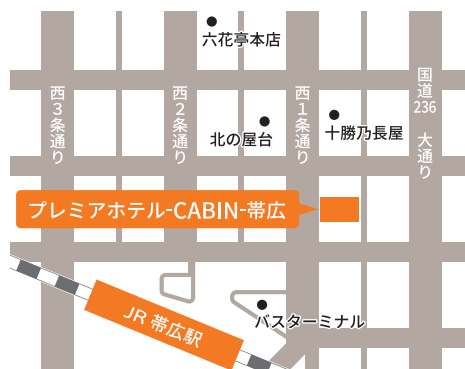 六花亭本店
西3条通り
西2条通り
西1条通り
国道236 大通り
北の屋台
十勝乃長屋
プレミアホテル-CABIN-帯広
JR 帯広駅
バスターミナル